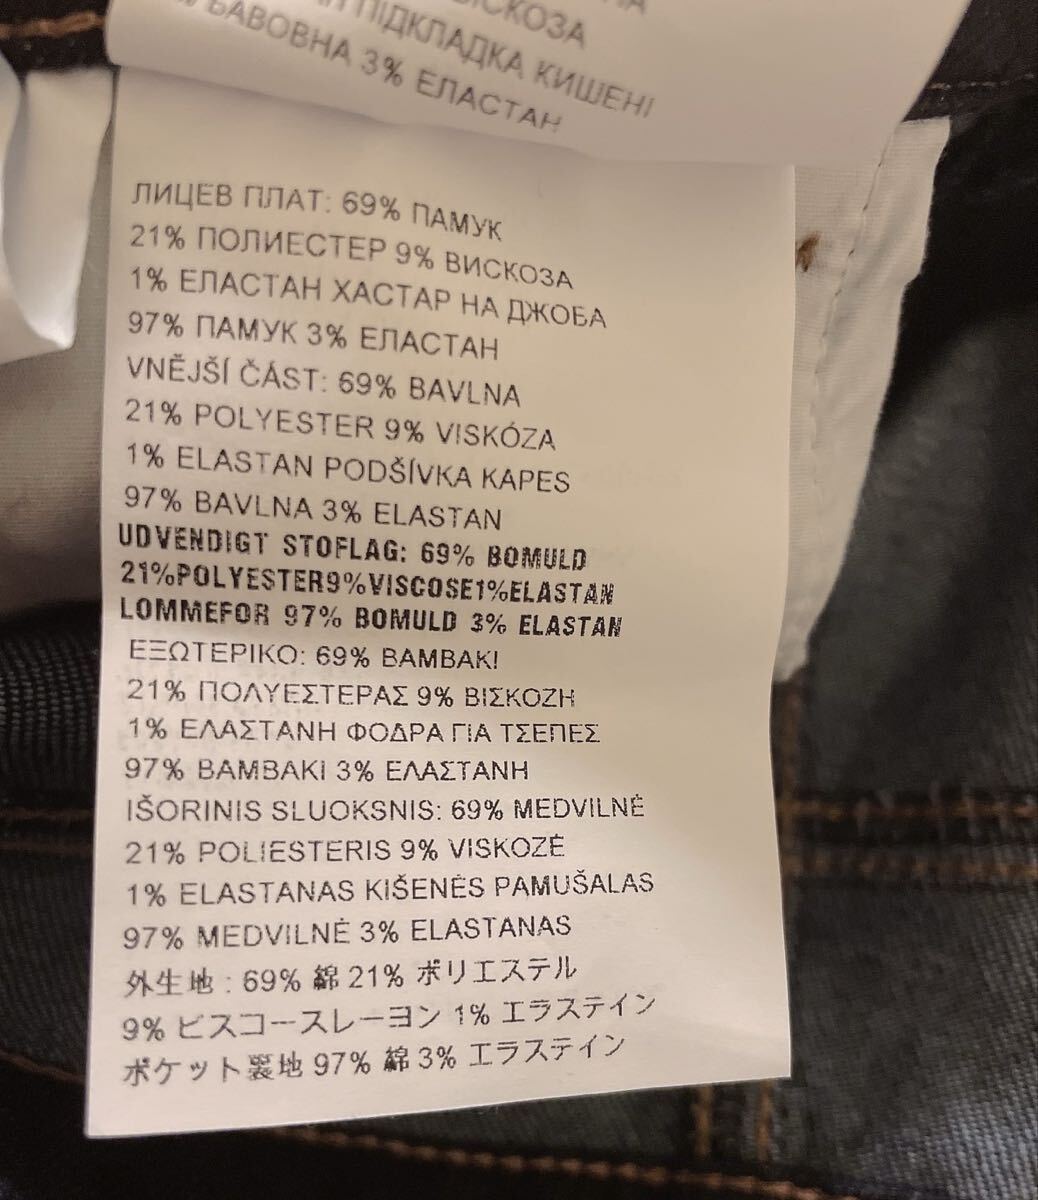 ВІСКОЗА
ПІДКЛАДКА КИШЕНІ
БАВОВНА 3% ЕЛАСТАН
ЛИЦЕВ ПЛАТ: 69% ПАМУК
21% ПОЛИЕСТЕР 9% ВИСКОЗА
1% ЕЛАСТАН ХАСТАР НА ДЖОБА
97% ПАМУК 3% ЕЛАСТАН
VNĚJŠÍ ČÁST: 69% BAVLNA
21% POLYESTER 9% VISKÓZA
1% ELASTAN PODŠÍVKA KAPES
97% BAVLNA 3% ELASTAN
UDVENDIGT STOFLAG: 69% BOMULD
21%POLYESTER9%VISCOSE1%ELASTAN
LOMMEFOR 97% BOMULD 3% ELASTAN
ΕΞΩΤΕΡΙΚΟ: 69% ΒΑΜΒΑΚΙ
21% ΠΟΛΥΕΣΤΕΡΑΣ 9% ΒΙΣΚΟΖΗ
1% ΕΛΑΣΤΑΝΗ ΦΟΔΡΑ ΓΙΑ ΤΣΕΠΕΣ
97% ΒΑΜΒΑΚΙ 3% ΕΛΑΣΤΑΝΗ
IŠORINIS SLUOKSNIS: 69% MEDVILNĖ
21% POLIESTERIS 9% VISKOZĖ
1% ELASTANAS KIŠENĖS PAMUŠALAS
97% MEDVILNĖ 3% ELASTANAS
外生地 : 69% 綿 21% ポリエステル
9% ビスコースレーヨン 1% エラステイン
ポケット裏地 97% 綿 3% エラステイン